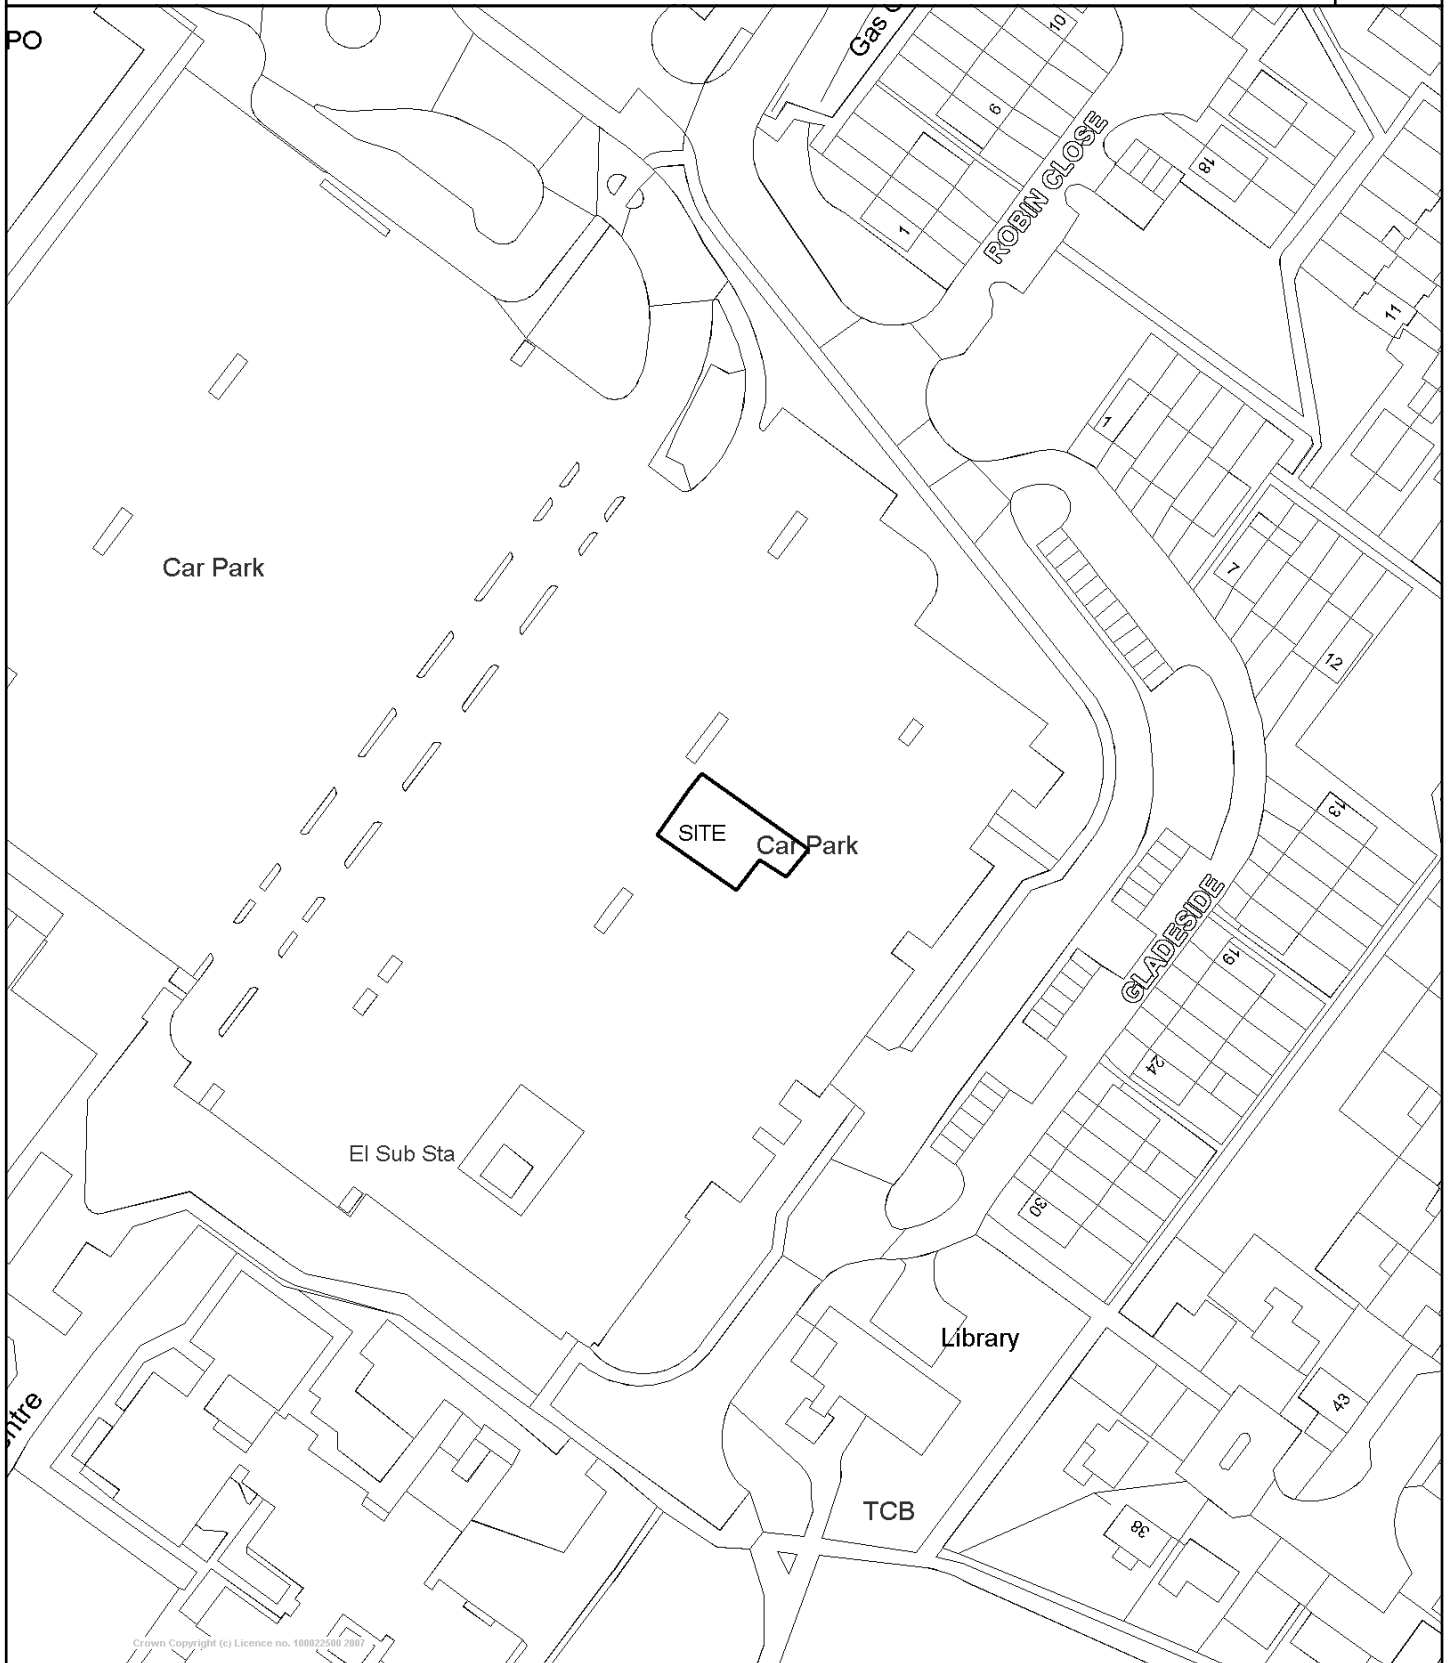 PO
Gas
10
6
1
ROBIN CLOSE
18
11
1
7
12
Car Park
SITE
Car Park
13
GLADESIDE
19
24
30
El Sub Sta
Library
43
38
TCB
ntre
Crown Copyright (c) Licence no. 100022500 2007